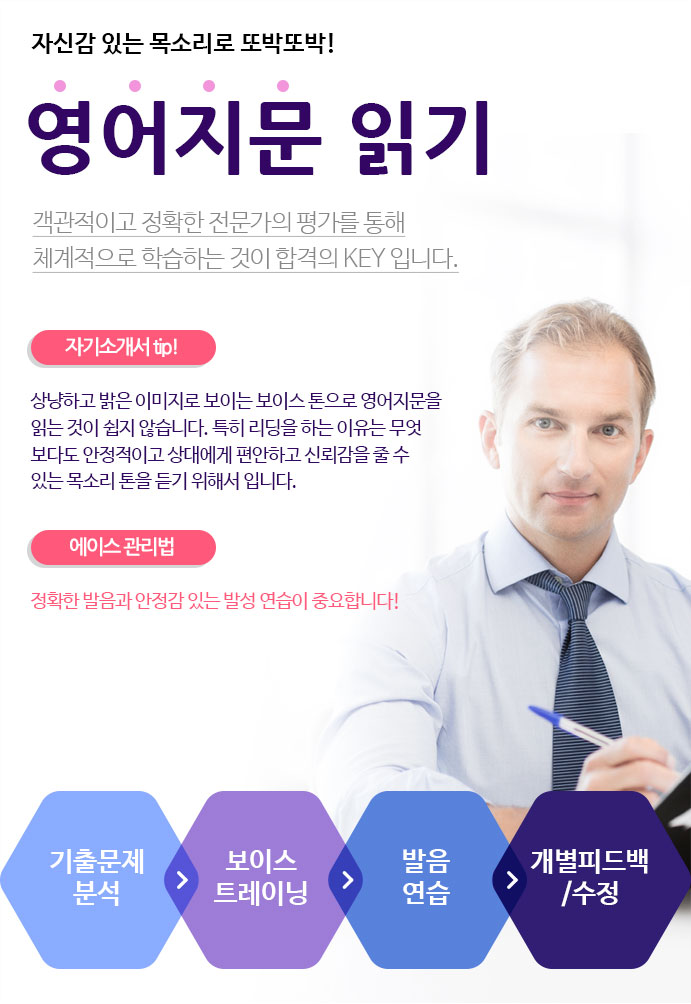 자신감 있는 목소리로 또박또박!
영어지문 읽기
객관적이고 정확한 전문가의 평가를 통해
체계적으로 학습하는 것이 합격의 KEY 입니다.
자기소개서 tip!
상냥하고 밝은 이미지로 보이는 보이스 톤으로 영어지문을
읽는 것이 쉽지 않습니다. 특히 리딩을 하는 이유는 무엇
보다도 안정적이고 상대에게 편안하고 신뢰감을 줄 수
있는 목소리 톤을 듣기 위해서 입니다.
에이스 관리법
정확한 발음과 안정감 있는 발성 연습이 중요합니다!
기출문제
분석
보이스
트레이닝
발음
연습
개별피드백
/수정